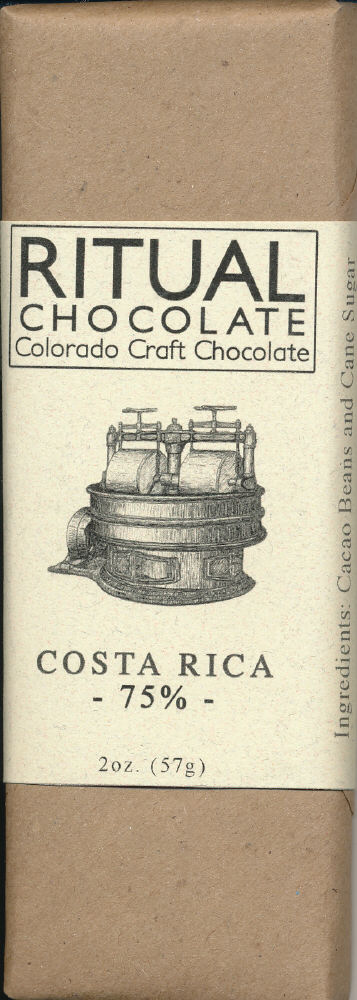 RITUAL
CHOCOLATE
Colorado Craft Chocolate
COSTA RICA
- 75% -
2oz. (57g)
Ingredients: Cacao Beans and Cane Sugar